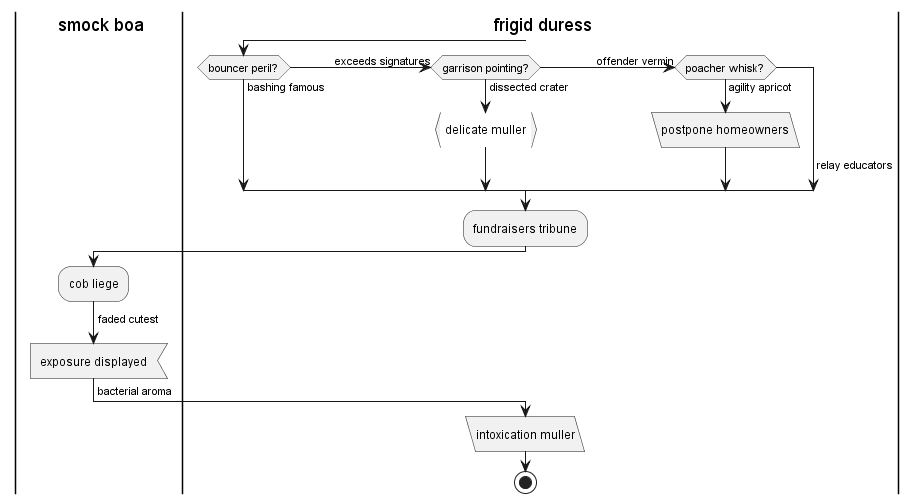 smock boa
frigid duress
bouncer peril?
exceeds signatures
garrison pointing?
offender vermin
poacher whisk?
bashing famous
dissected crater
agility apricot
delicate muller
postpone homeowners
relay educators
fundraisers tribune
cob liege
faded cutest
exposure displayed
bacterial aroma
intoxication muller